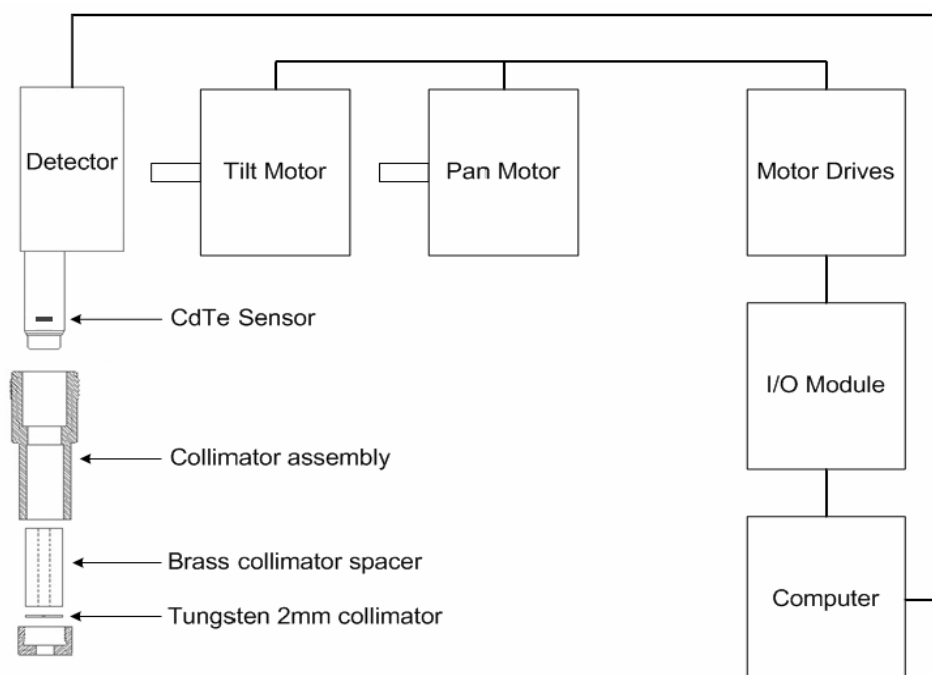 Detector
Tilt Motor
Pan Motor
Motor Drives
CdTe Sensor
I/O Module
Collimator assembly
Brass collimator spacer
Computer
Tungsten 2mm collimator